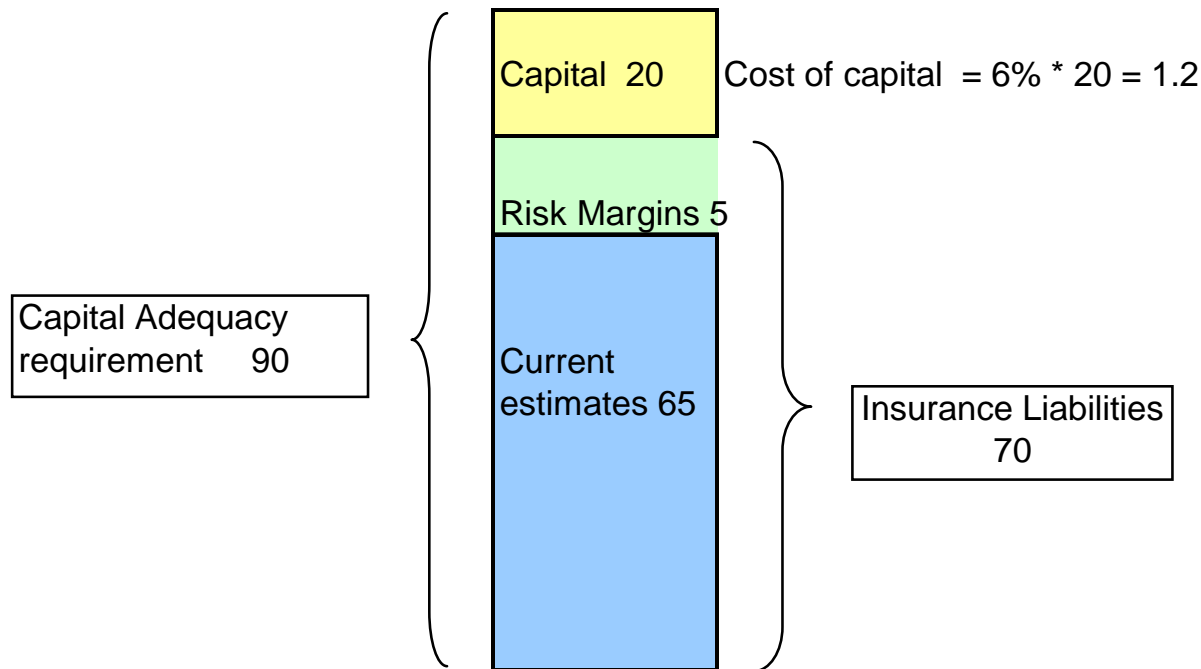 Capital 20
Cost of capital = 6% * 20 = 1.2
Risk Margins 5
Capital Adequacy
requirement 90
Current
estimates 65
Insurance Liabilities
70